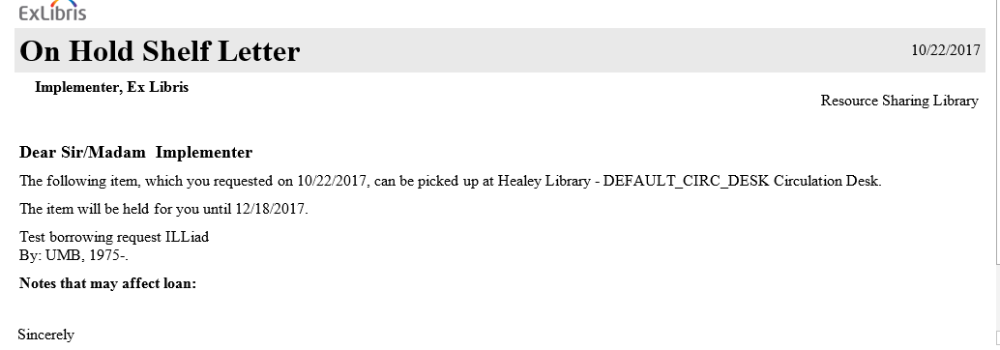 ExLibris
On Hold Shelf Letter 10/22/2017
Implementer, Ex Libris
Resource Sharing Library
Dear Sir/Madam  Implementer
The following item, which you requested on 10/22/2017, can be picked up at Healey Library - DEFAULT_CIRC_DESK Circulation Desk.
The item will be held for you until 12/18/2017.
Test borrowing request ILLiad
By: UMB, 1975-.
Notes that may affect loan:
Sincerely